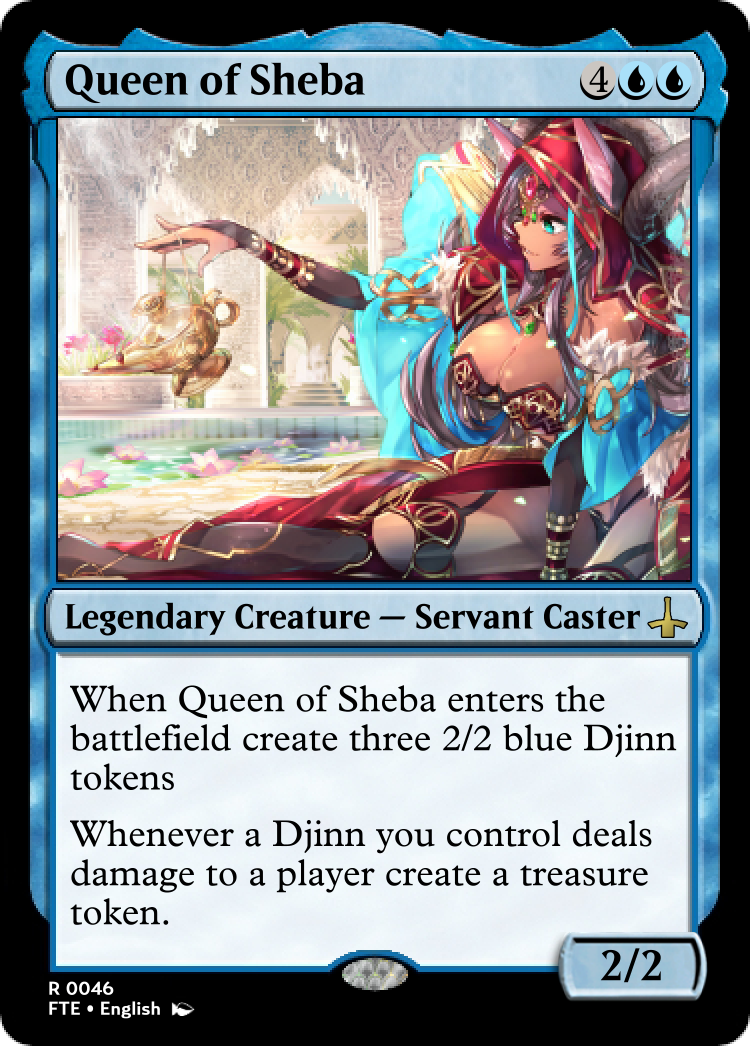 Queen of Sheba 4
Legendary Creature — Servant Caster
When Queen of Sheba enters the
battlefield create three 2/2 blue Djinn
tokens
Whenever a Djinn you control deals
damage to a player create a treasure
token.
2/2
R 0046
FTE • English